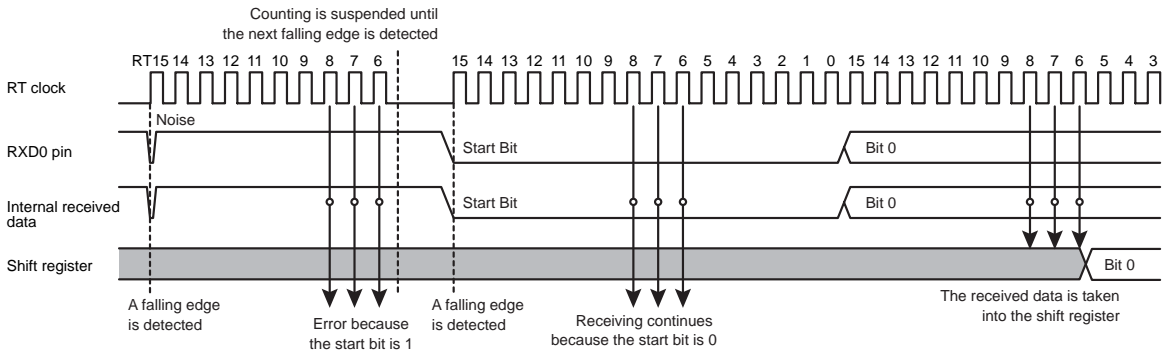 Counting is suspended until
the next falling edge is detected
RT15 14 13 12 11 10 9 8 7 6 15 14 13 12 11 10 9 8 7 6 5 4 3 2 1 0 15 14 13 12 11 10 9 8 7 6 5 4 3
RT clock
Noise
RXD0 pin
Start Bit
Bit 0
Internal received
data
Start Bit
Bit 0
Shift register
Bit 0
A falling edge
is detected
Error because
the start bit is 1
A falling edge
is detected
Receiving continues
because the start bit is 0
The received data is taken
into the shift register